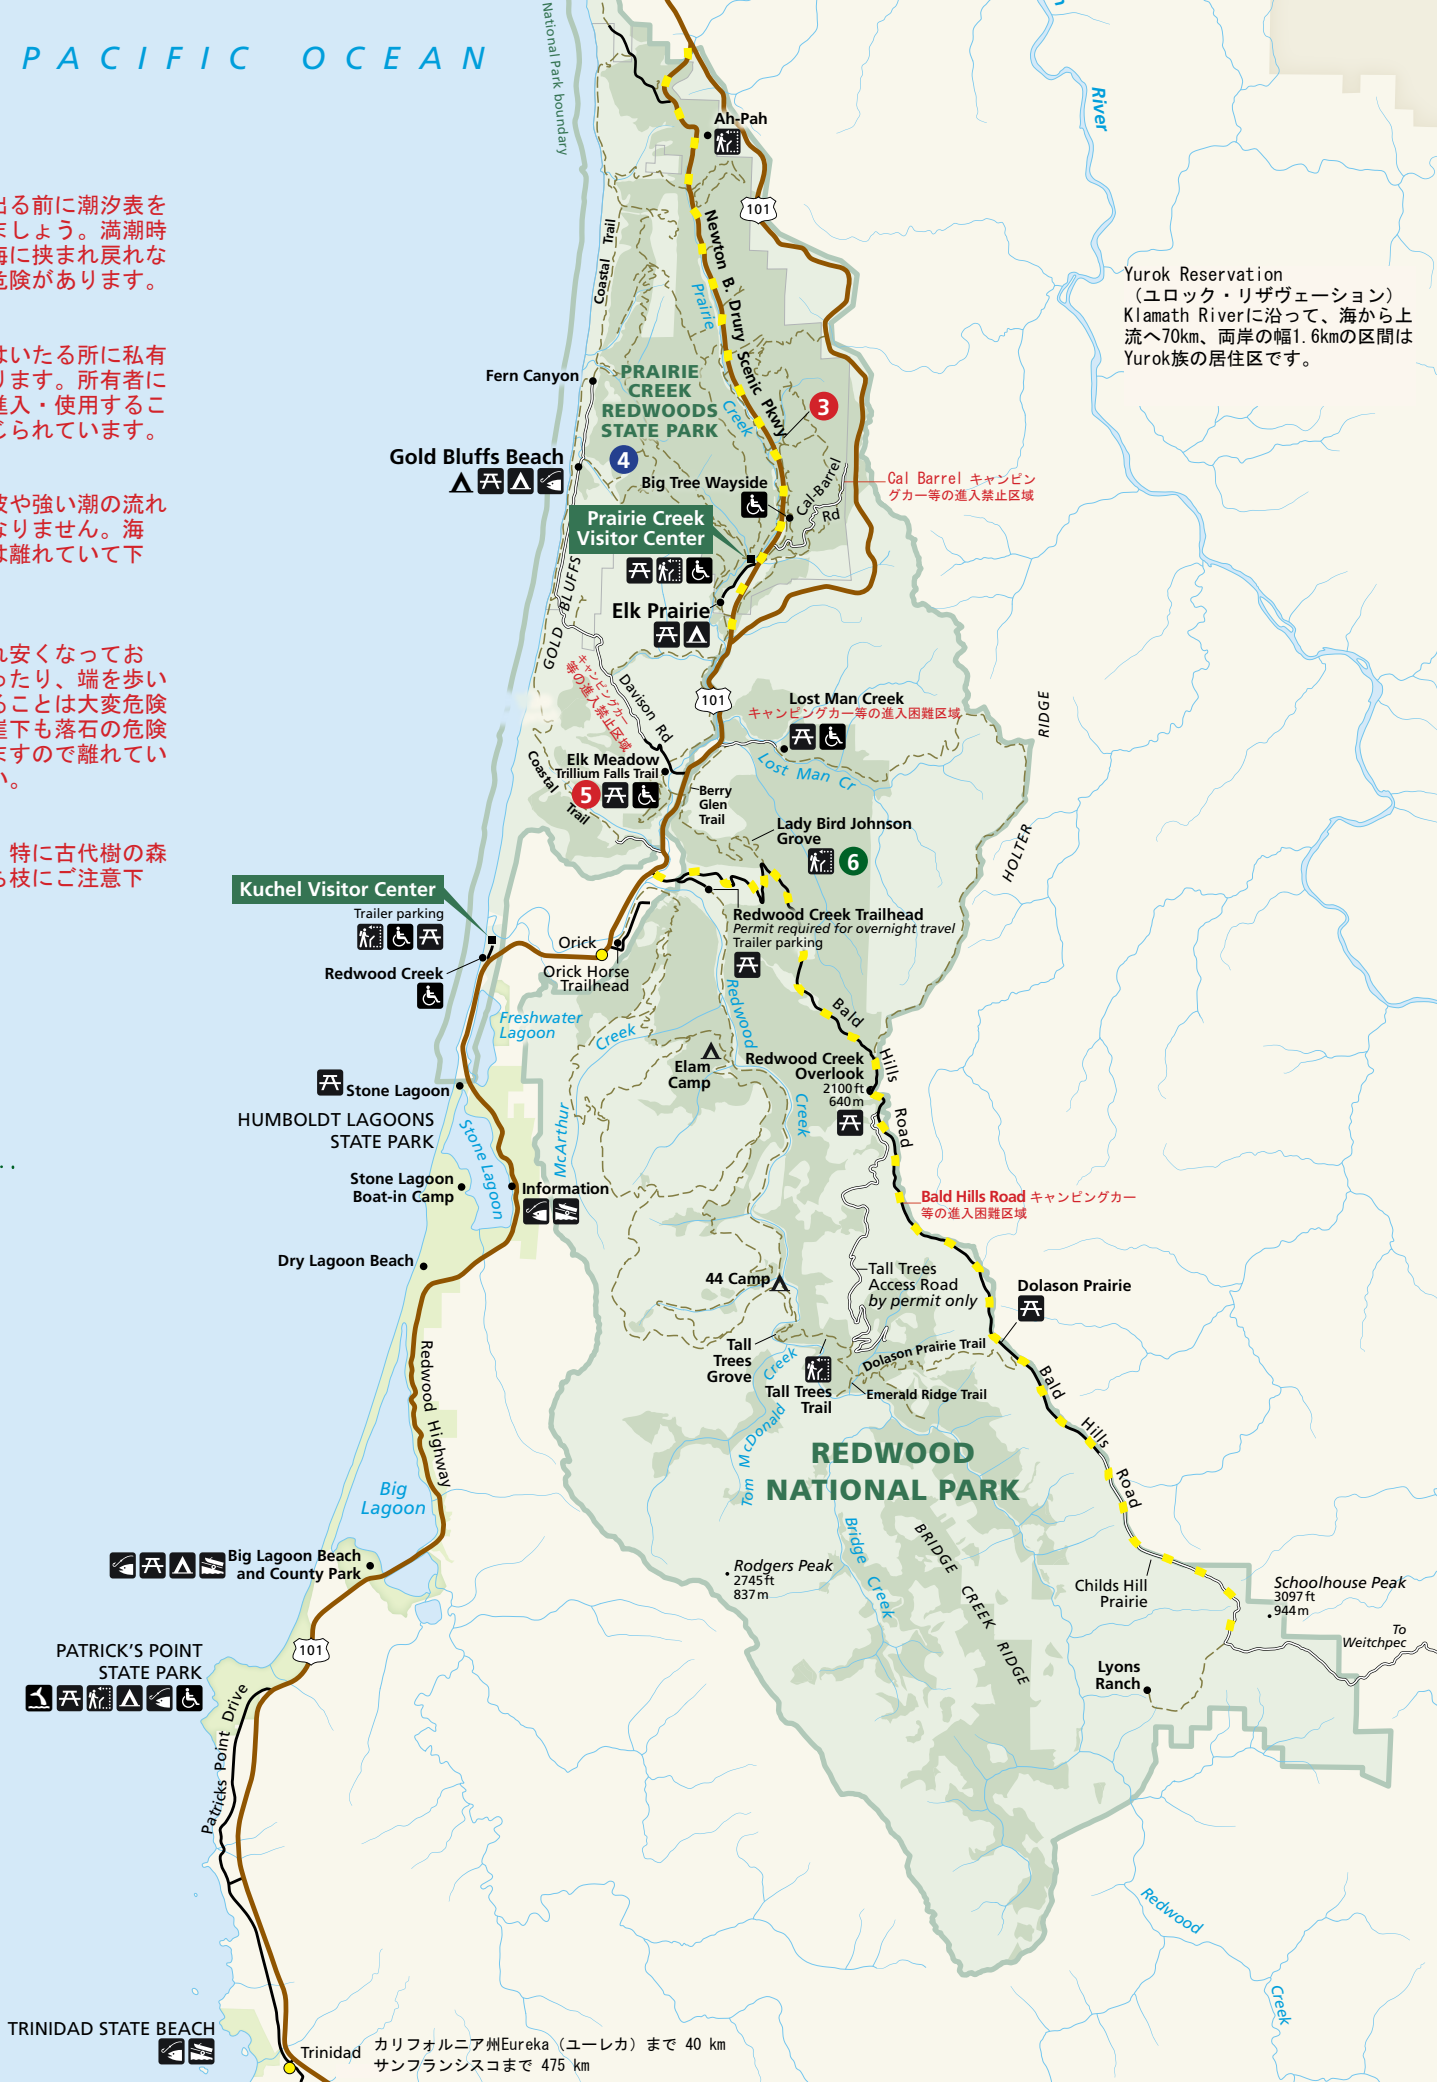 PACIFIC OCEAN
National Park boundary
River
Ah-Pah
101
出る前に潮汐表を
ましょう。満潮時
海に挟まれ戻れな
危険があります。
はいたる所に私有
ります。所有者に
進入・使用するこ
じられています。
波や強い潮の流れ
なりません。海
は離れていて下
れ安くなってお
ったり、端を歩い
ることは大変危険
崖下も落石の危険
ますので離れてい
い。
特に古代樹の森
ら枝にご注意下
Yurok Reservation
(ユロック・リザヴェーション)
Klamath Riverに沿って、海から上
流へ70km、両岸の幅1.6kmの区間は
Yurok族の居住区です。
Coastal Trail
Newton B. Drury Scenic Pkwy
Prairie
Creek
Fern Canyon
PRAIRIE
CREEK
REDWOODS
STATE PARK
3
Gold Bluffs Beach
4
Big Tree Wayside
Cal-Barrel
Rd
Cal Barrel キャンピン
グカー等の進入禁止区域
Prairie Creek
Visitor Center
Elk Prairie
GOLD BLUFFS
キャンピングカー
等の進入禁止区域
Davison Rd
101
Lost Man Creek
キャンピングカー等の進入困難区域
Lost Man Cr
HOLTER RIDGE
Elk Meadow
Trillium Falls Trail
5
Coastal
Trail
Berry
Glen
Trail
Lady Bird Johnson
Grove
6
Kuchel Visitor Center
Trailer parking
Redwood Creek Trailhead
Permit required for overnight travel
Trailer parking
Orick
Orick Horse
Trailhead
Redwood Creek
Freshwater
Lagoon
Creek
McArthur
Redwood
Creek
Bald
Hills
Road
Elam
Camp
Redwood Creek
Overlook
2100 ft
640 m
Stone Lagoon
HUMBOLDT LAGOONS
STATE PARK
Stone Lagoon
Stone Lagoon
Boat-in Camp
Information
Bald Hills Road キャンピングカー
等の進入困難区域
Dry Lagoon Beach
44 Camp
Tall Trees
Access Road
by permit only
Dolason Prairie
Tall
Trees
Grove
Creek
Tom McDonald
Tall Trees
Trail
Dolason Prairie Trail
Emerald Ridge Trail
Bald
Hills
Road
Redwood Highway
REDWOOD
NATIONAL PARK
Big
Lagoon
Bridge
Creek
BRIDGE CREEK RIDGE
Big Lagoon Beach
and County Park
Rodgers Peak
2745 ft
837 m
Childs Hill
Prairie
Schoolhouse Peak
3097 ft
944 m
To
Weitchpec
Lyons
Ranch
101
PATRICK'S POINT
STATE PARK
Patricks Point Drive
Redwood
Creek
TRINIDAD STATE BEACH
Trinidad
カリフォルニア州Eureka (ユーレカ) まで 40 km
サンフランシスコまで 475 km